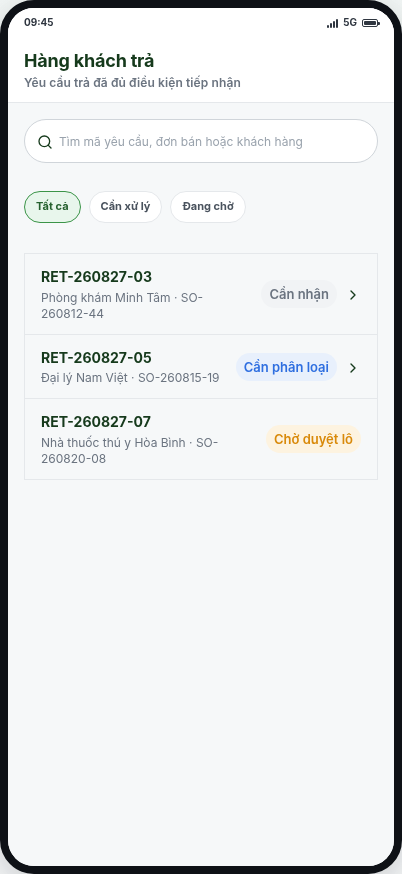 09:45
5G
Hàng khách trả
Yêu cầu trả đã đủ điều kiện tiếp nhận
Tìm mã yêu cầu, đơn bán hoặc khách hàng
Tất cả
Cần xử lý
Đang chờ
RET-260827-03
Phòng khám Minh Tâm · SO-
260812-44
Cần nhận
RET-260827-05
Đại lý Nam Việt · SO-260815-19
Cần phân loại
RET-260827-07
Nhà thuốc thú y Hòa Bình · SO-
260820-08
Chờ duyệt lô